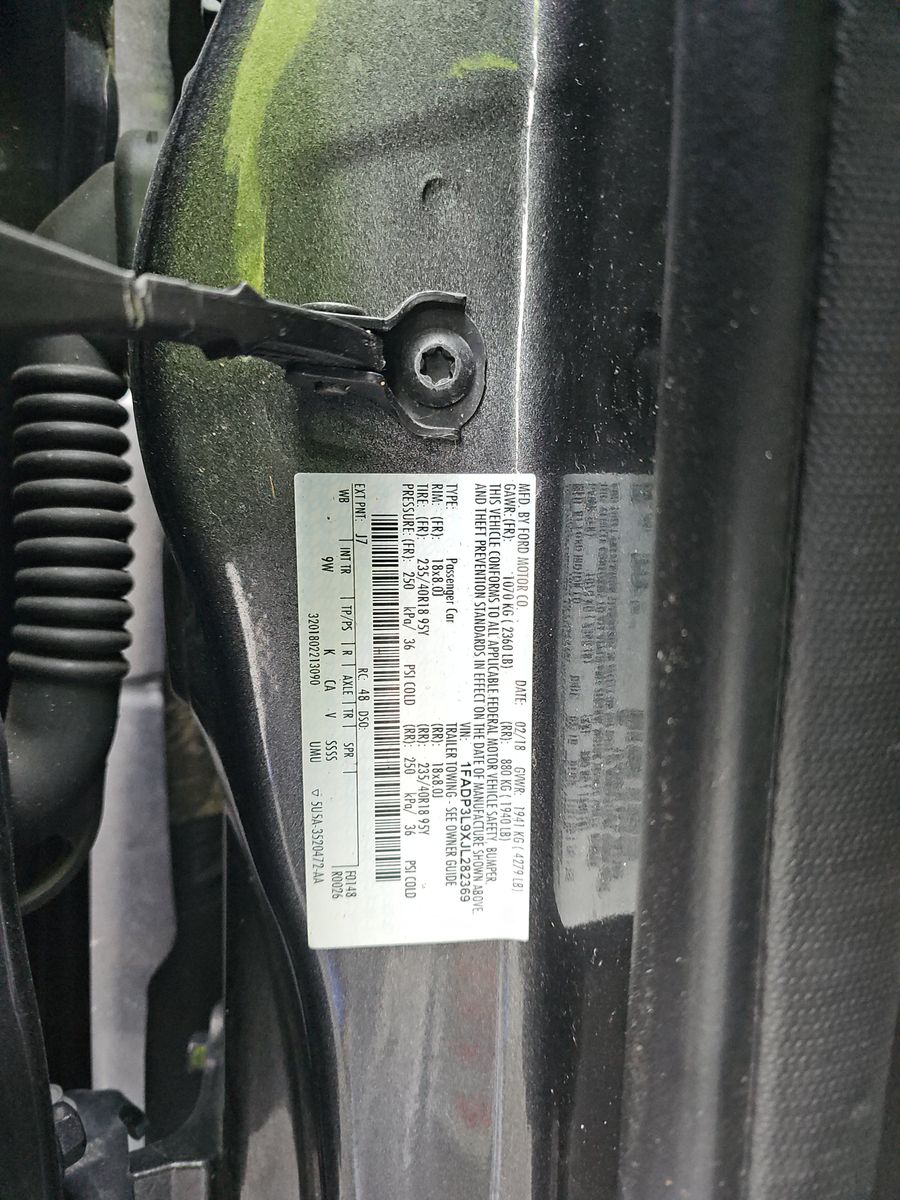 MFD. BY FORD MOTOR CO. DATE: 02/18 GVWR: 1941 KG ( 4279 LB)
GAWR: (FR): 1070 KG ( 2360 LB) (RR): 880 KG ( 1940 LB)
THIS VEHICLE CONFORMS TO ALL APPLICABLE FEDERAL MOTOR VEHICLE SAFETY, BUMPER
AND THEFT PREVENTION STANDARDS IN EFFECT ON THE DATE OF MANUFACTURE SHOWN ABOVE.
VIN: 1FADP3L9XJL282369
TYPE: Passenger Car TRAILER TOWING - SEE OWNER GUIDE
RIM: (FR): 18x8.0J (RR): 18x8.0J
TIRE: (FR): 235/40R18 95Y (RR): 235/40R18 95Y
PRESSURE: (FR): 250 kPa/ 36 PSI COLD (RR): 250 kPa/ 36 PSI COLD
EXT PNT: J7 RC: 48 DSO: F0148
WB INT TR TP/PS R AXLE TR SPR R0026
9W K CA V SSSS
3201802213090 UMU 5U5A-3520472-AA